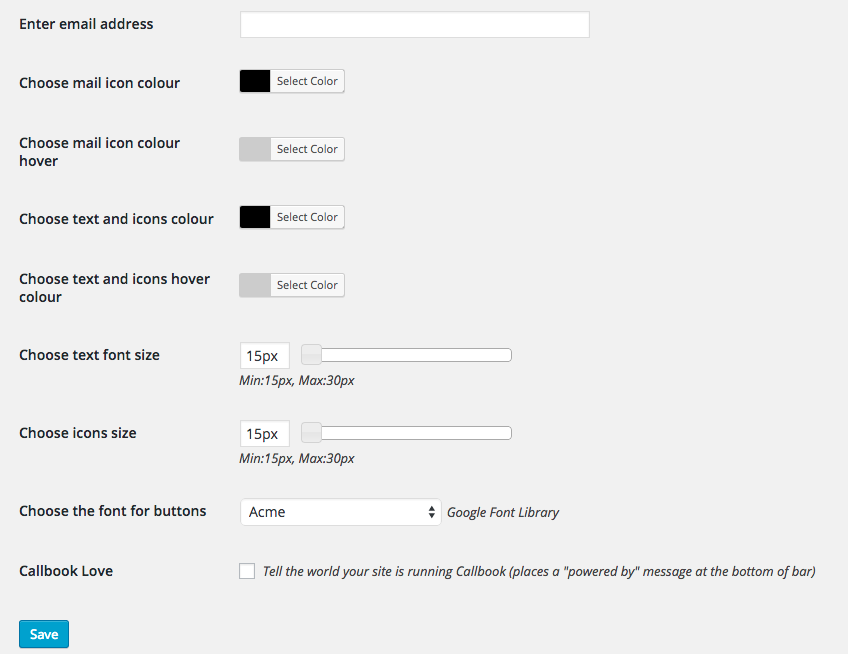 Enter email address
Choose mail icon colour
Select Color
Choose mail icon colour
hover
Select Color
Choose text and icons colour
Select Color
Choose text and icons hover
colour
Select Color
Choose text font size
15px
Min:15px, Max:30px
Choose icons size
15px
Min:15px, Max:30px
Choose the font for buttons
Acme
Google Font Library
Callbook Love
Tell the world your site is running Callbook (places a "powered by" message at the bottom of bar)
Save